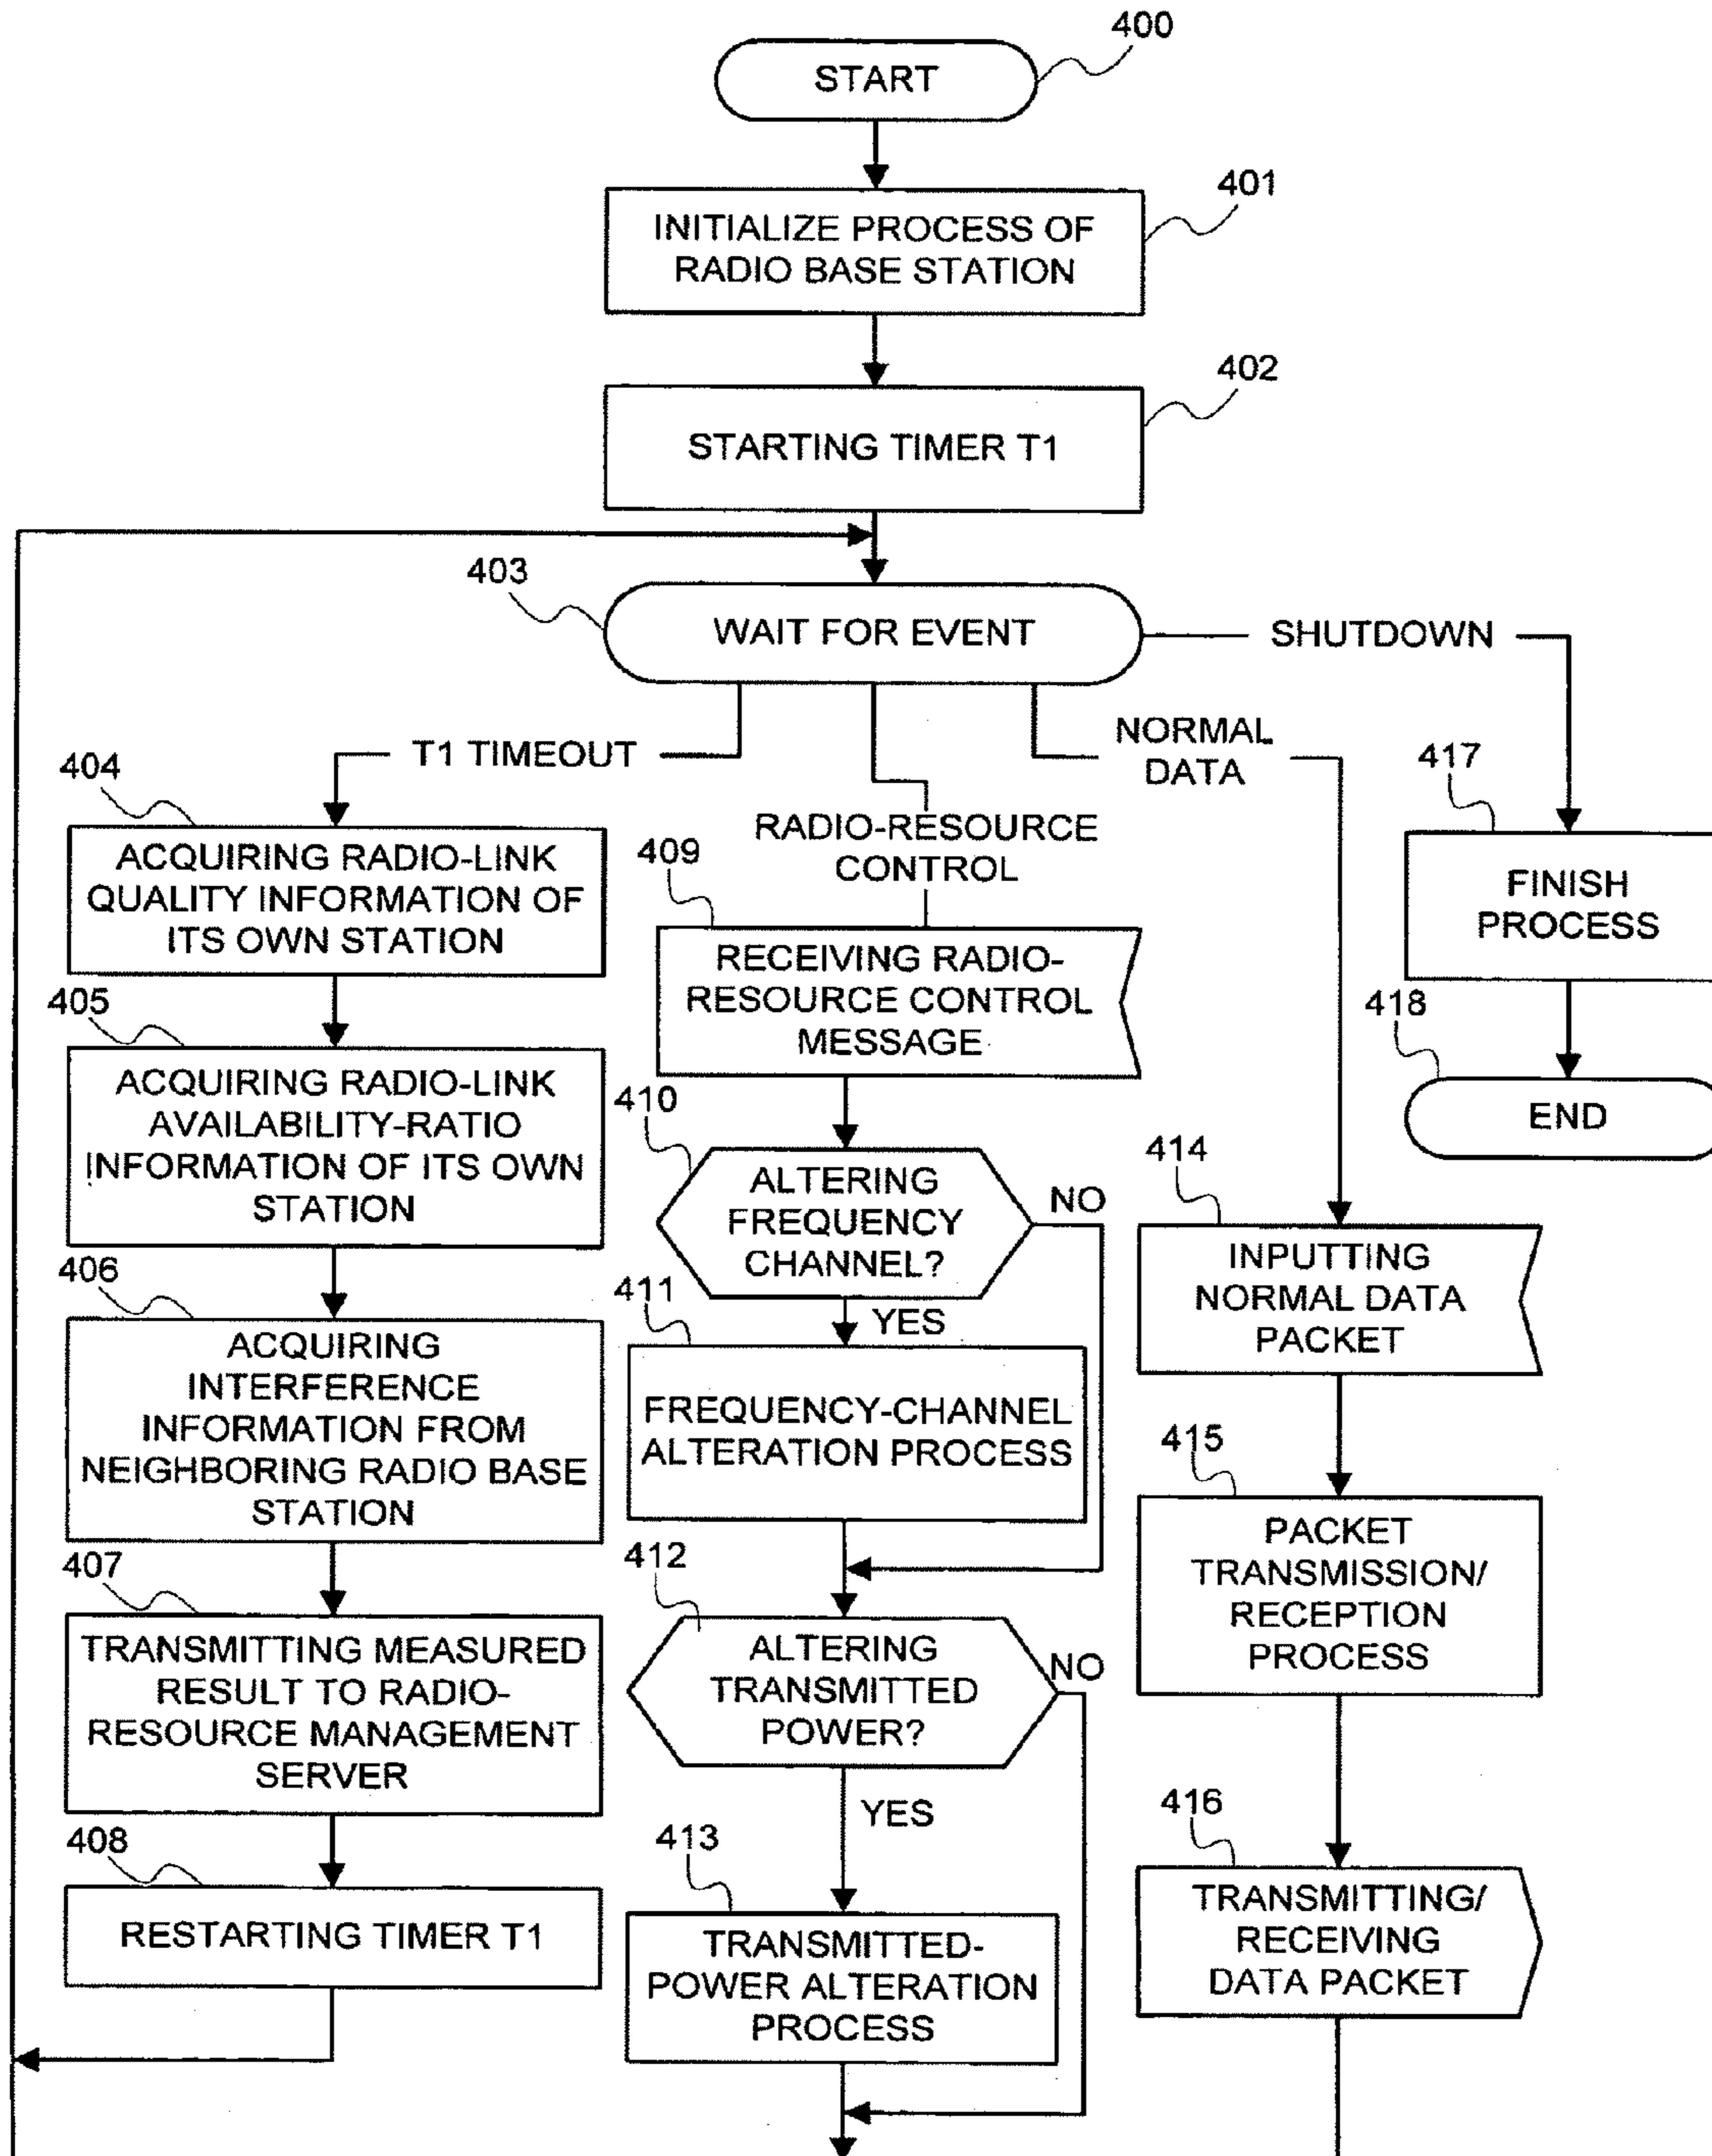 400
START
401
INITIALIZE PROCESS OF
RADIO BASE STATION
402
STARTING TIMER T1
403
WAIT FOR EVENT
SHUTDOWN
T1 TIMEOUT
RADIO-RESOURCE
CONTROL
NORMAL
DATA
404
ACQUIRING RADIO-LINK
QUALITY INFORMATION OF
ITS OWN STATION
405
ACQUIRING RADIO-LINK
AVAILABILITY-RATIO
INFORMATION OF ITS OWN
STATION
406
ACQUIRING
INTERFERENCE
INFORMATION FROM
NEIGHBORING RADIO BASE
STATION
407
TRANSMITTING MEASURED
RESULT TO RADIO-
RESOURCE MANAGEMENT
SERVER
408
RESTARTING TIMER T1
409
RECEIVING RADIO-
RESOURCE CONTROL
MESSAGE
410
ALTERING
FREQUENCY
CHANNEL?
NO
YES
411
FREQUENCY-CHANNEL
ALTERATION PROCESS
412
ALTERING
TRANSMITTED
POWER?
NO
YES
413
TRANSMITTED-
POWER ALTERATION
PROCESS
414
INPUTTING
NORMAL DATA
PACKET
415
PACKET
TRANSMISSION/
RECEPTION
PROCESS
416
TRANSMITTING/
RECEIVING
DATA PACKET
417
FINISH
PROCESS
418
END